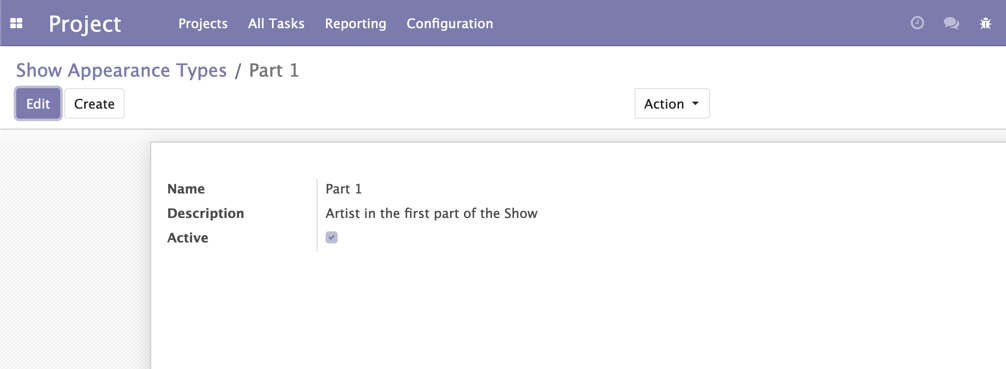 Project Projects All Tasks Reporting Configuration
Show Appearance Types / Part 1
Edit Create Action
Name Part 1
Description Artist in the first part of the Show
Active